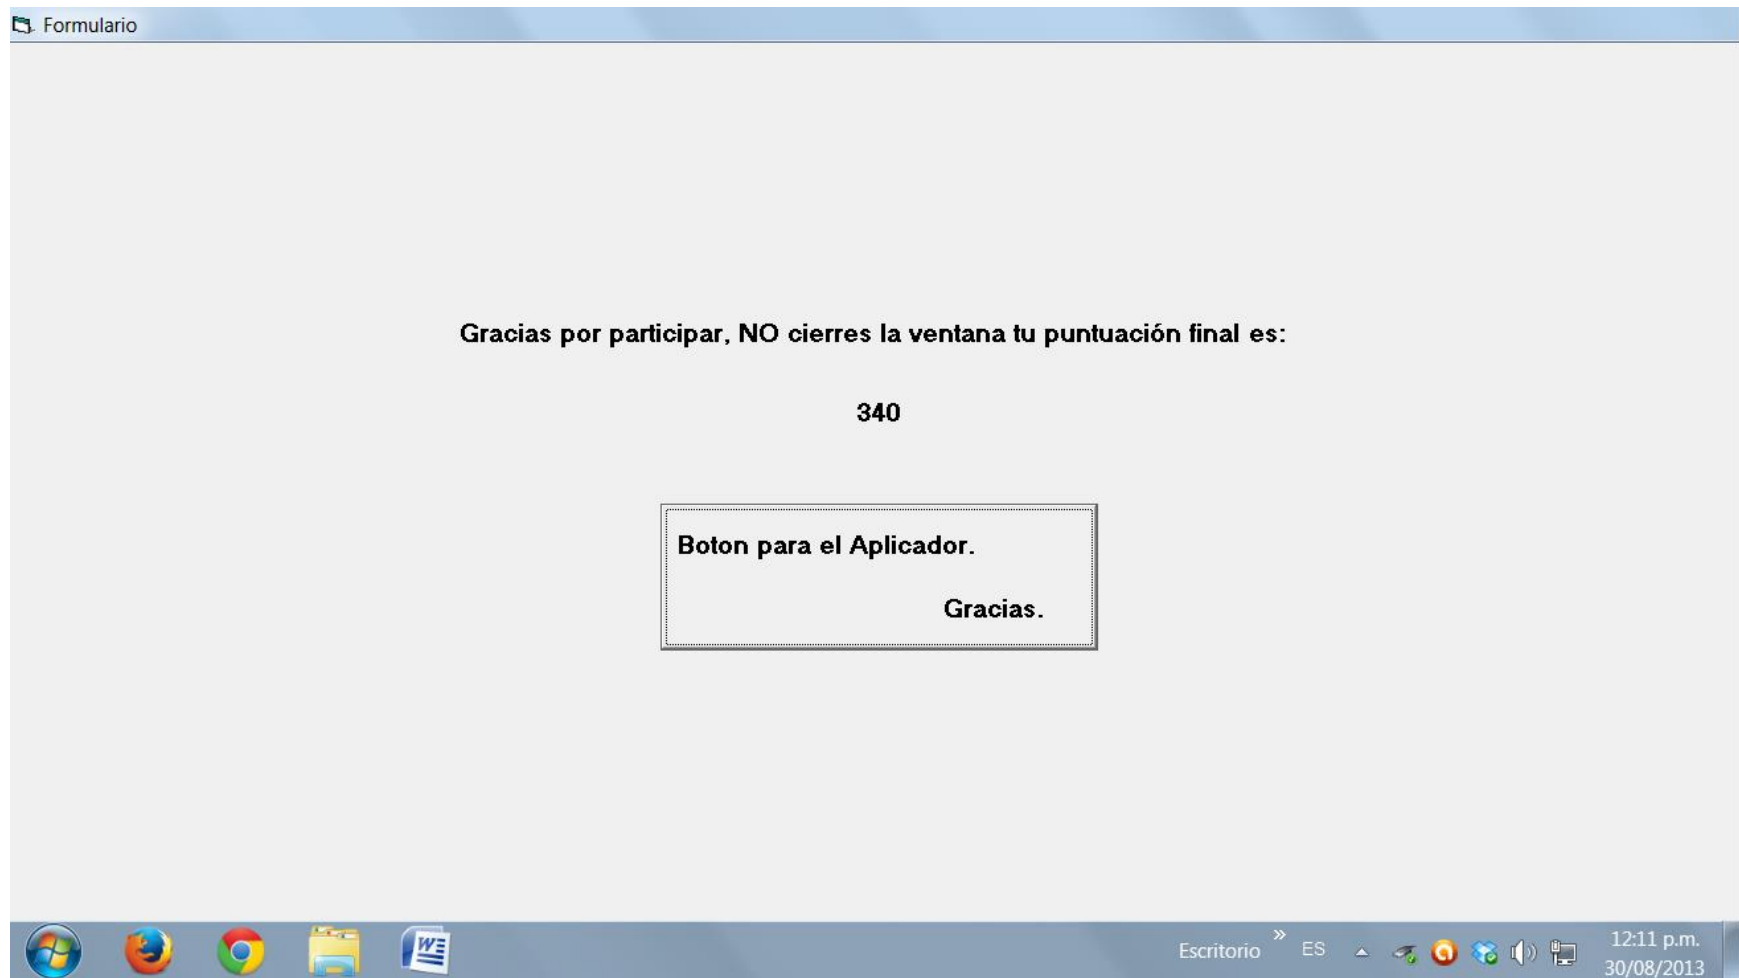 Formulario
Gracias por participar, NO cierres la ventana tu puntuación final es:
340
Boton para el Aplicador.
Gracias.
Escritorio » ES 12:11 p.m.
30/08/2013